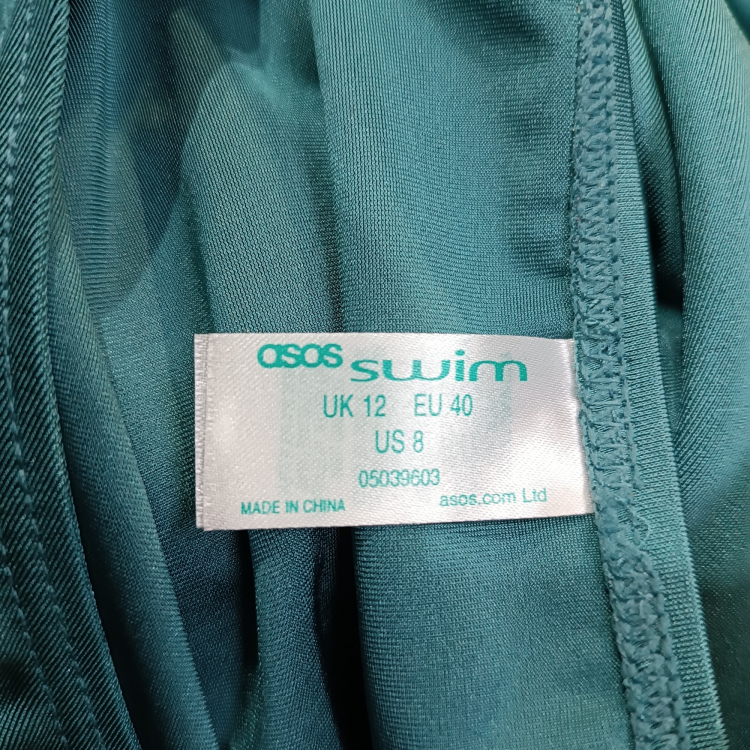 asos swim
UK 12 EU 40
US 8
05039603
MADE IN CHINA asos.com Ltd